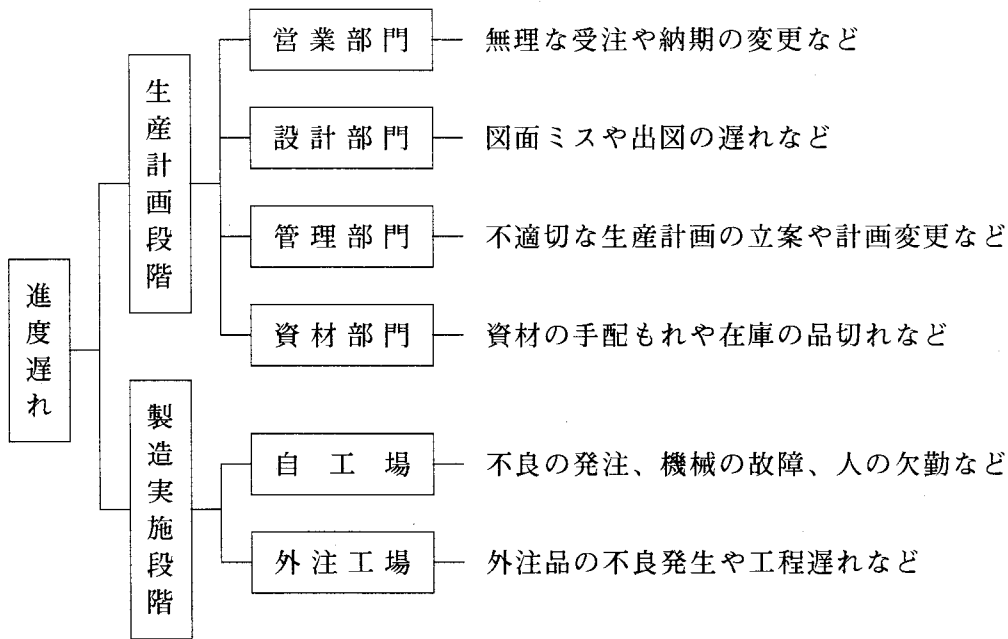 進度遅れ
生産計画段階
営業部門
無理な受注や納期の変更など
設計部門
図面ミスや出図の遅れなど
管理部門
不適切な生産計画の立案や計画変更など
資材部門
資材の手配もれや在庫の品切れなど
製造実施段階
自工場
不良の発注、機械の故障、人の欠勤など
外注工場
外注品の不良発生や工程遅れなど